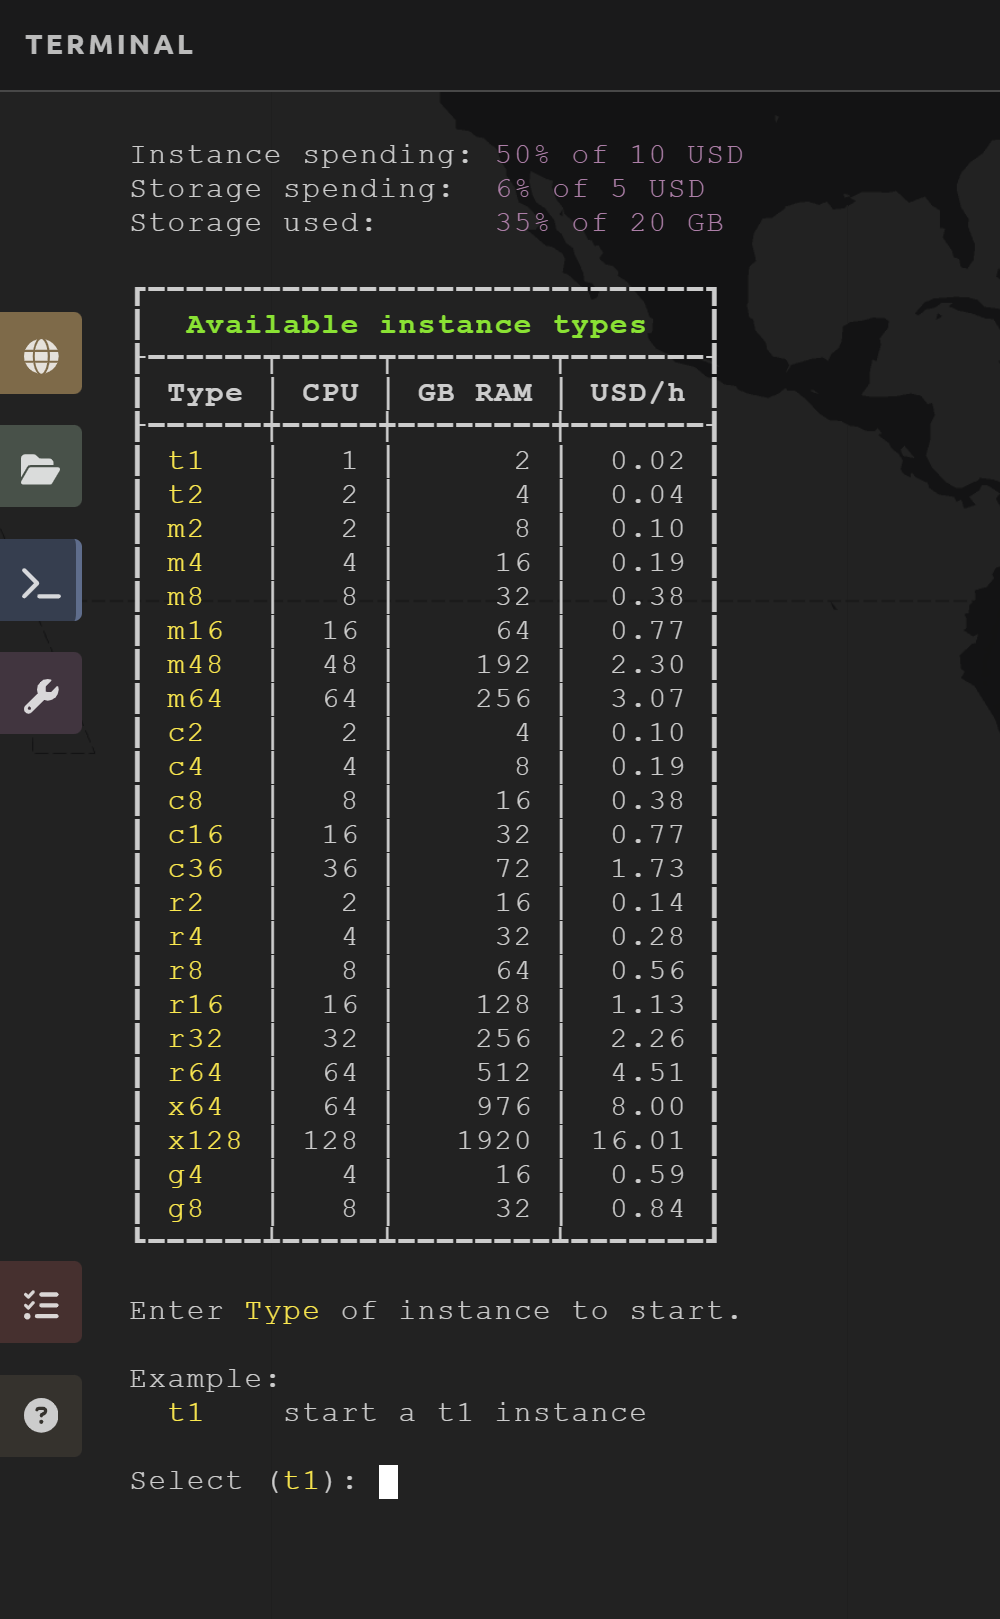 TERMINAL
Instance spending: 50% of 10 USD
Storage spending: 6% of 5 USD
Storage used: 35% of 20 GB
Available instance types
Type CPU GB RAM USD/h
t1 1 2 0.02
t2 2 4 0.04
m2 2 8 0.10
m4 4 16 0.19
m8 8 32 0.38
m16 16 64 0.77
m48 48 192 2.30
m64 64 256 3.07
c2 2 4 0.10
c4 4 8 0.19
c8 8 16 0.38
c16 16 32 0.77
c36 36 72 1.73
r2 2 16 0.14
r4 4 32 0.28
r8 8 64 0.56
r16 16 128 1.13
r32 32 256 2.26
r64 64 512 4.51
x64 64 976 8.00
x128 128 1920 16.01
g4 4 16 0.59
g8 8 32 0.84
Enter Type of instance to start.
Example:
t1 start a t1 instance
Select (t1):